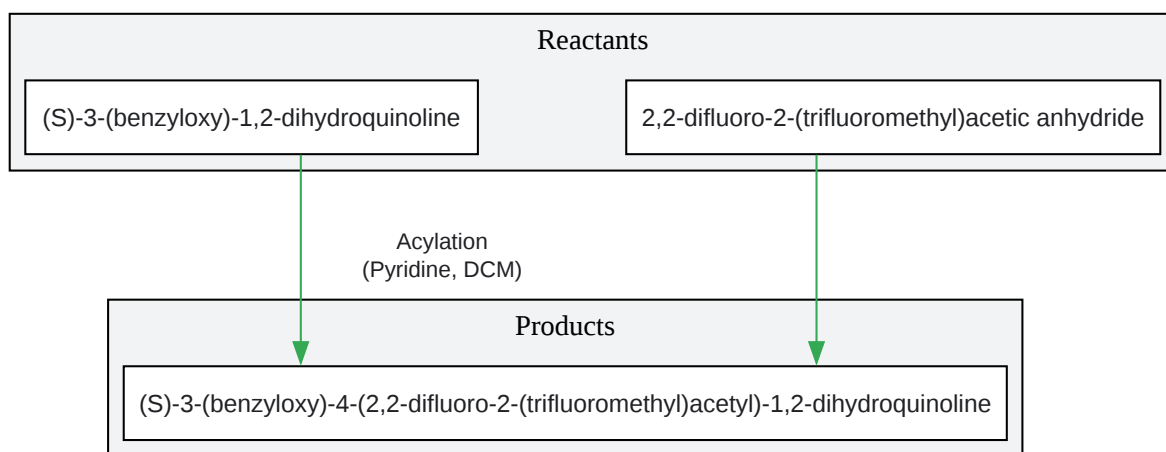 Reactants
(S)-3-(benzyloxy)-1,2-dihydroquinoline
2,2-difluoro-2-(trifluoromethyl)acetic anhydride
Acylation
(Pyridine, DCM)
Products
(S)-3-(benzyloxy)-4-(2,2-difluoro-2-(trifluoromethyl)acetyl)-1,2-dihydroquinoline